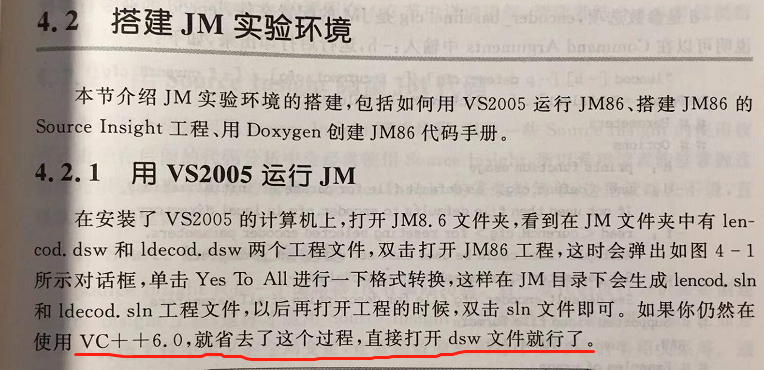 4.2 搭建 JM 实验环境
本节介绍 JM 实验环境的搭建,包括如何用 VS2005 运行 JM86、搭建 JM86 的
Source Insight 工程、用 Doxygen 创建 JM86 代码手册。
4.2.1 用 VS2005 运行 JM
在安装了 VS2005 的计算机上,打开 JM8.6 文件夹,看到在 JM 文件夹中有 len-
cod.dsw 和 ldecod.dsw 两个工程文件,双击打开 JM86 工程,这时会弹出如图 4-1
所示对话框,单击 Yes To All 进行一下格式转换,这样在 JM 目录下会生成 lencod.sln
和 ldecod.sln 工程文件,以后再打开工程的时候,双击 sln 文件即可。如果你仍然在
使用 VC++6.0,就省去了这个过程,直接打开 dsw 文件就行了。